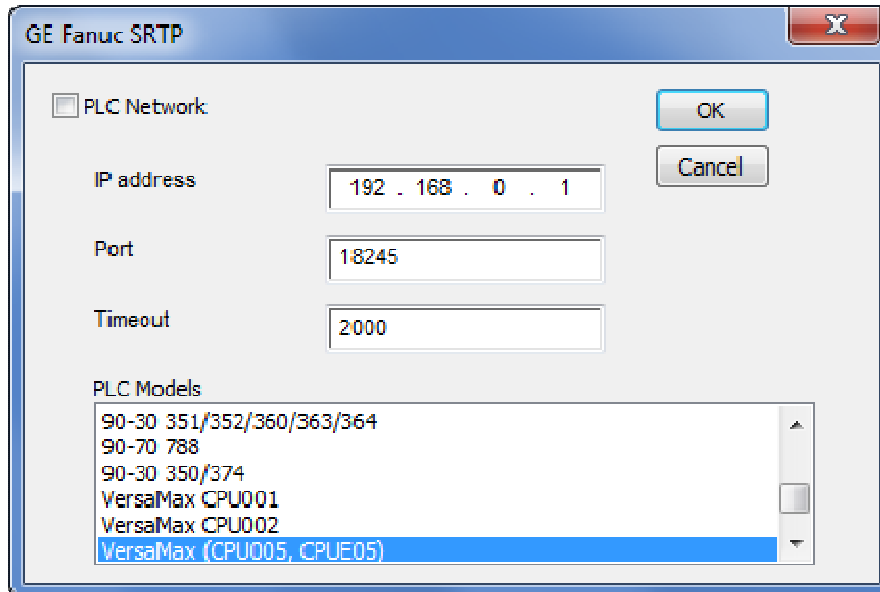 GE Fanuc SRTP
PLC Network
OK
IP address
192 . 168 . 0 . 1
Cancel
Port
18245
Timeout
2000
PLC Models
90-30 351/352/360/363/364
90-70 788
90-30 350/374
VersaMax CPU001
VersaMax CPU002
VersaMax (CPU005, CPUE05)